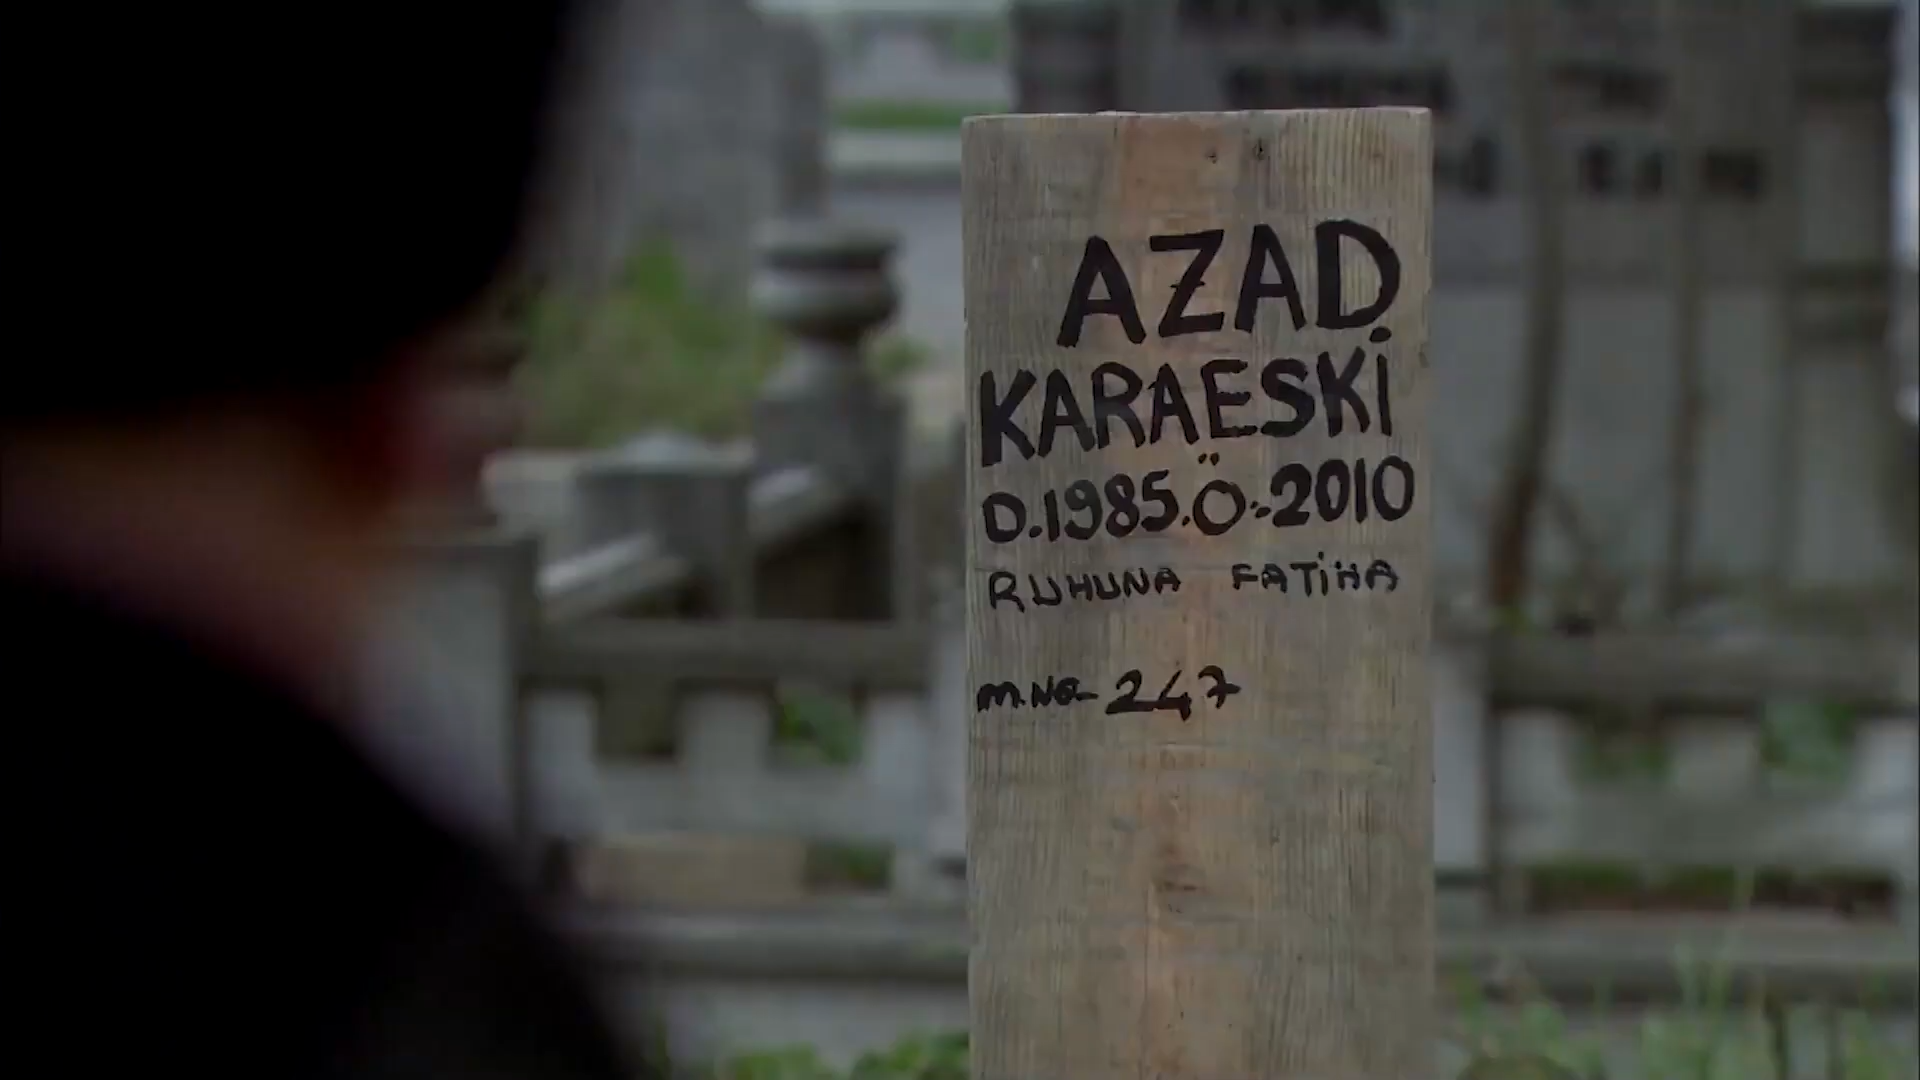 AZAD
KARAESKİ
D.1985.Ö.-2010
RUHUNA FATİHA
M.No- 247